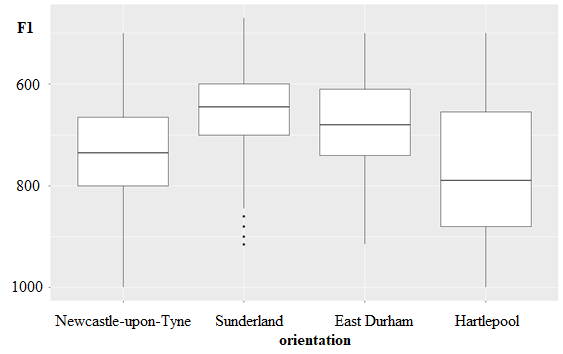 F1
600
800
1000
Newcastle-upon-Tyne Sunderland East Durham Hartlepool
orientation